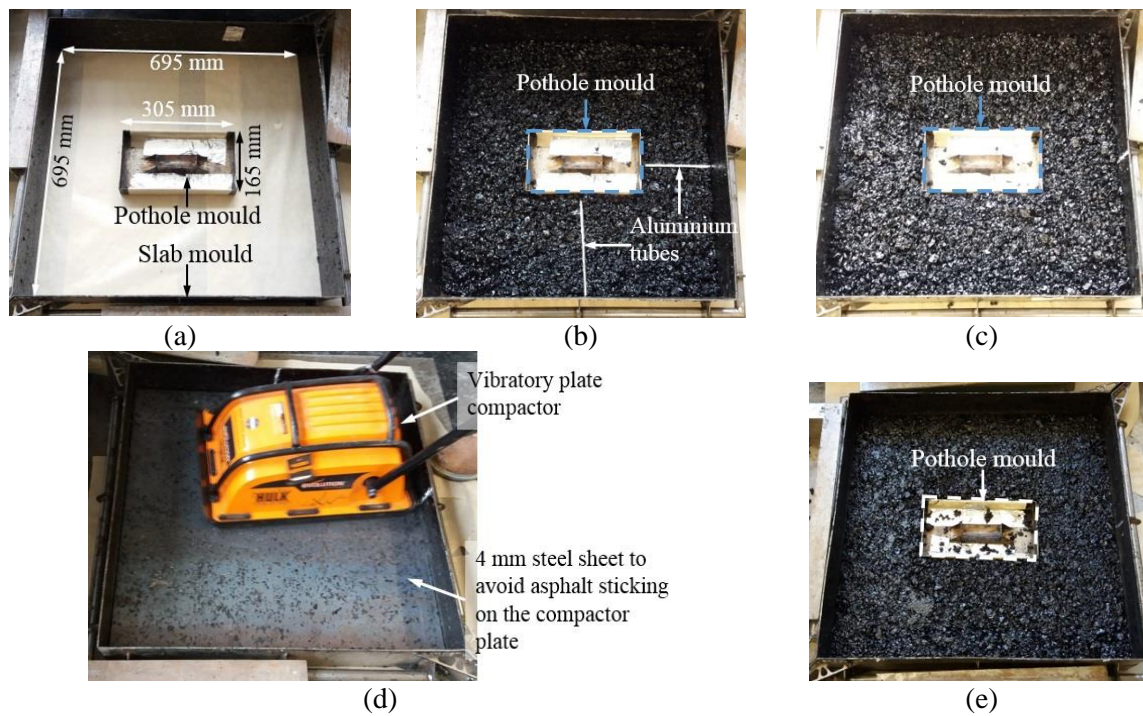 695 mm
305 mm
695 mm
165 mm
Pothole mould
Slab mould
(a)
Pothole mould
Aluminium
tubes
(b)
Pothole mould
(c)
Vibratory plate
compactor
EVOLUTION
HULK
4 mm steel sheet to
avoid asphalt sticking
on the compactor
plate
(d)
Pothole mould
(e)